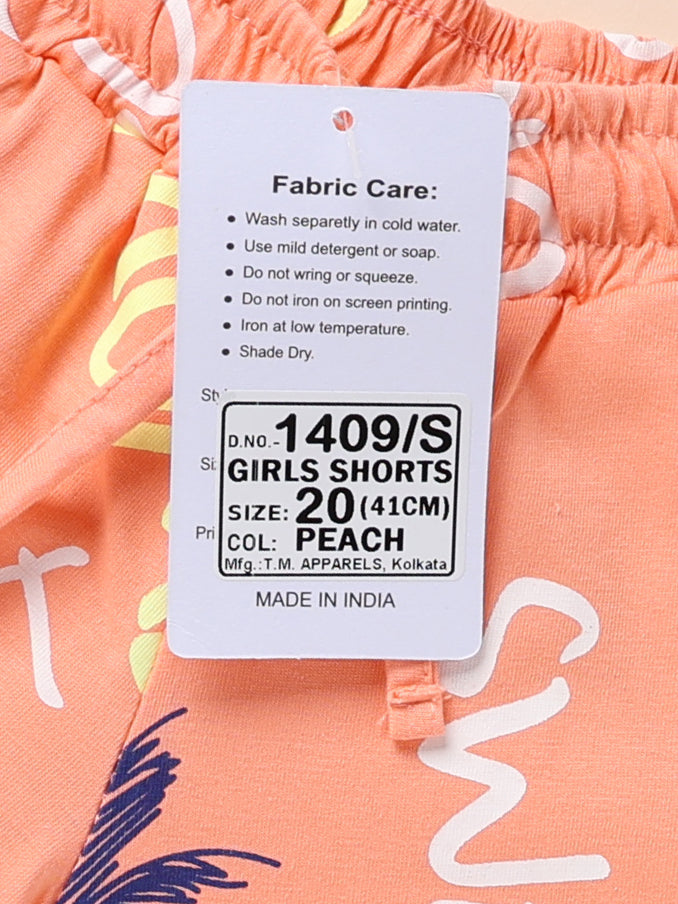 Fabric Care:
• Wash separetly in cold water.
• Use mild detergent or soap.
• Do not wring or squeeze.
• Do not iron on screen printing.
• Iron at low temperature.
• Shade Dry.
D.NO.-1409/S
GIRLS SHORTS
SIZE: 20 (41CM)
COL: PEACH
Mfg.:T.M. APPARELS, Kolkata
MADE IN INDIA